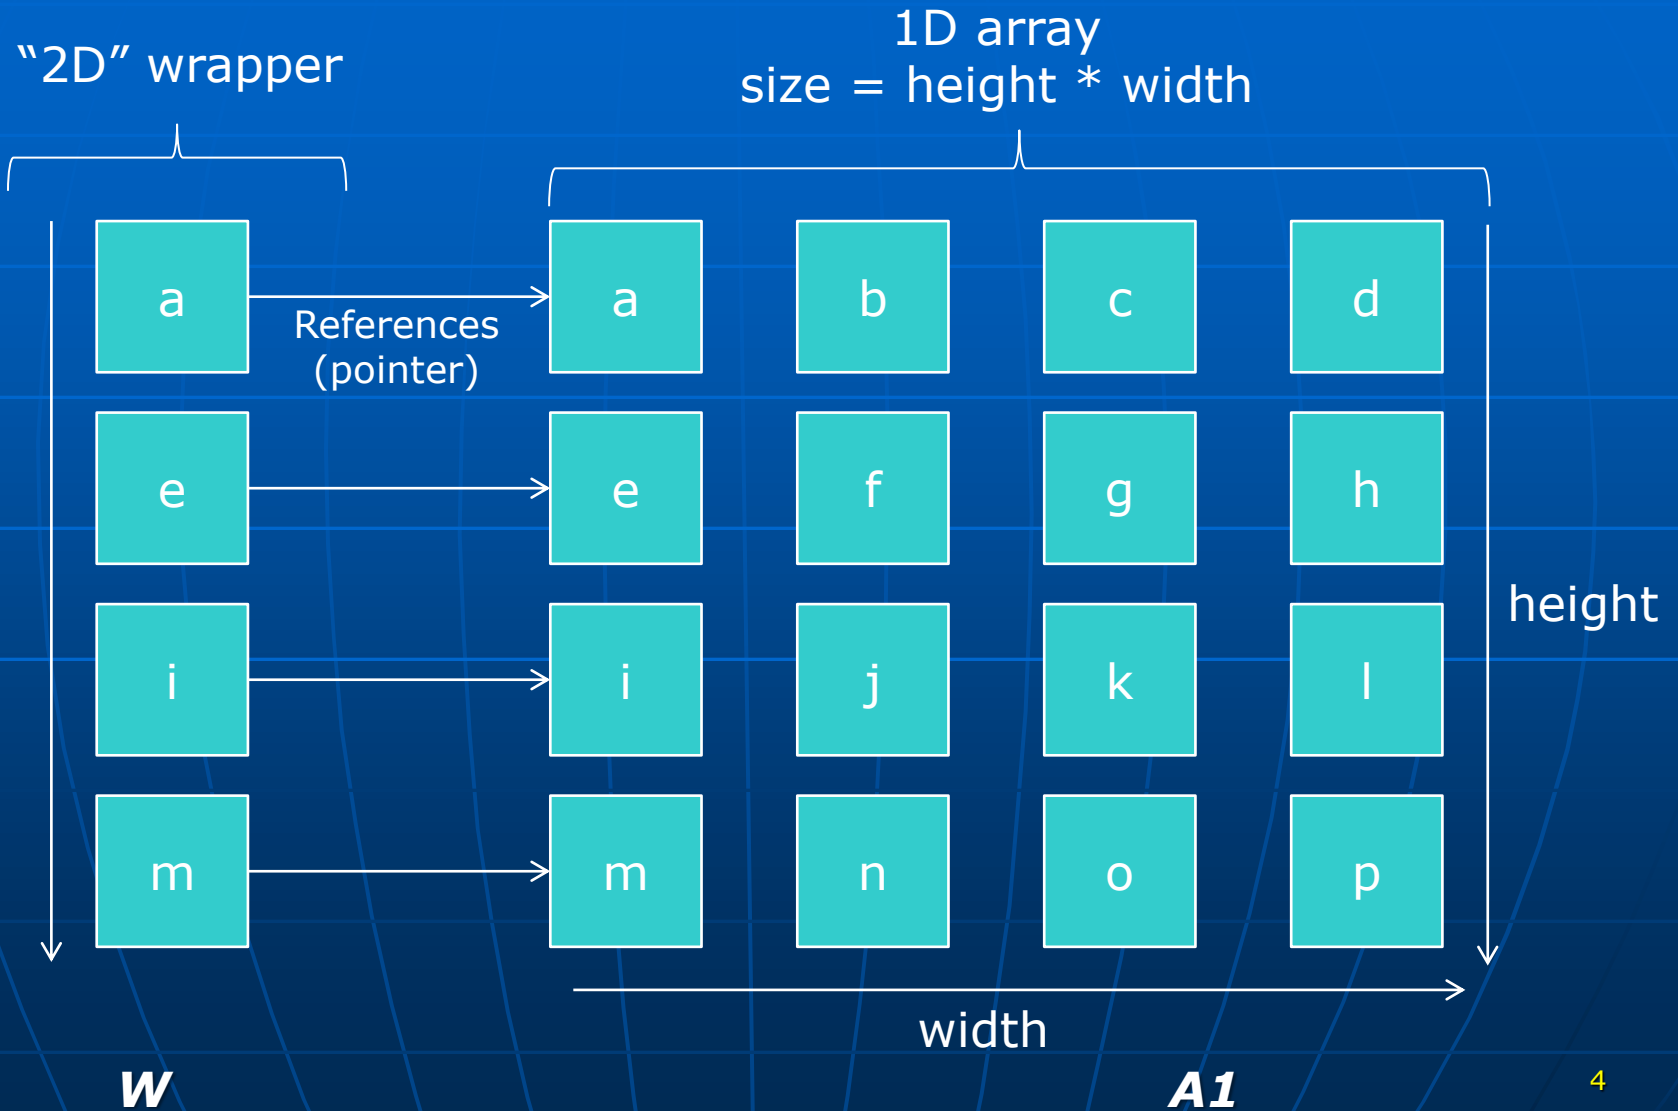 “2D” wrapper
1D array
size = height * width
a
a
b
c
d
References
(pointer)
e
e
f
g
h
height
i
i
j
k
l
m
m
n
o
p
width
W
A1
4